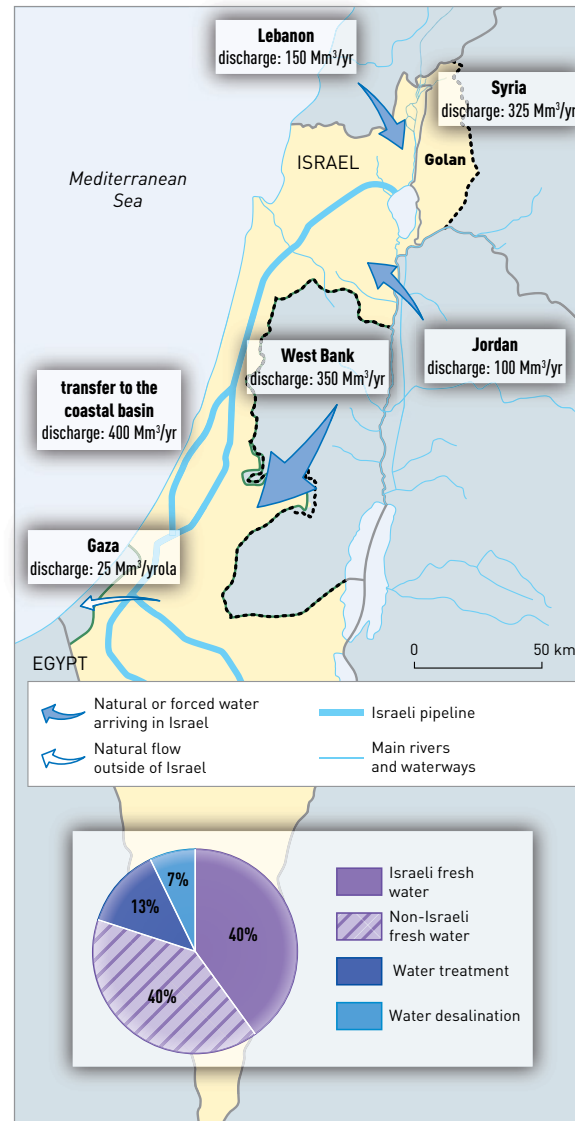 Lebanon
discharge: 150 Mm³/yr
Syria
discharge: 325 Mm³/yr
Golan
ISRAEL
Mediterranean
Sea
Jordan
discharge: 100 Mm³/yr
West Bank
discharge: 350 Mm³/yr
transfer to the
coastal basin
discharge: 400 Mm³/yr
Gaza
discharge: 25 Mm³/yrola
EGYPT
0 50 km
Natural or forced water
arriving in Israel
Israeli pipeline
Natural flow
outside of Israel
Main rivers
and waterways
7%
13%
40%
40%
Israeli fresh
water
Non-Israeli
fresh water
Water treatment
Water desalination